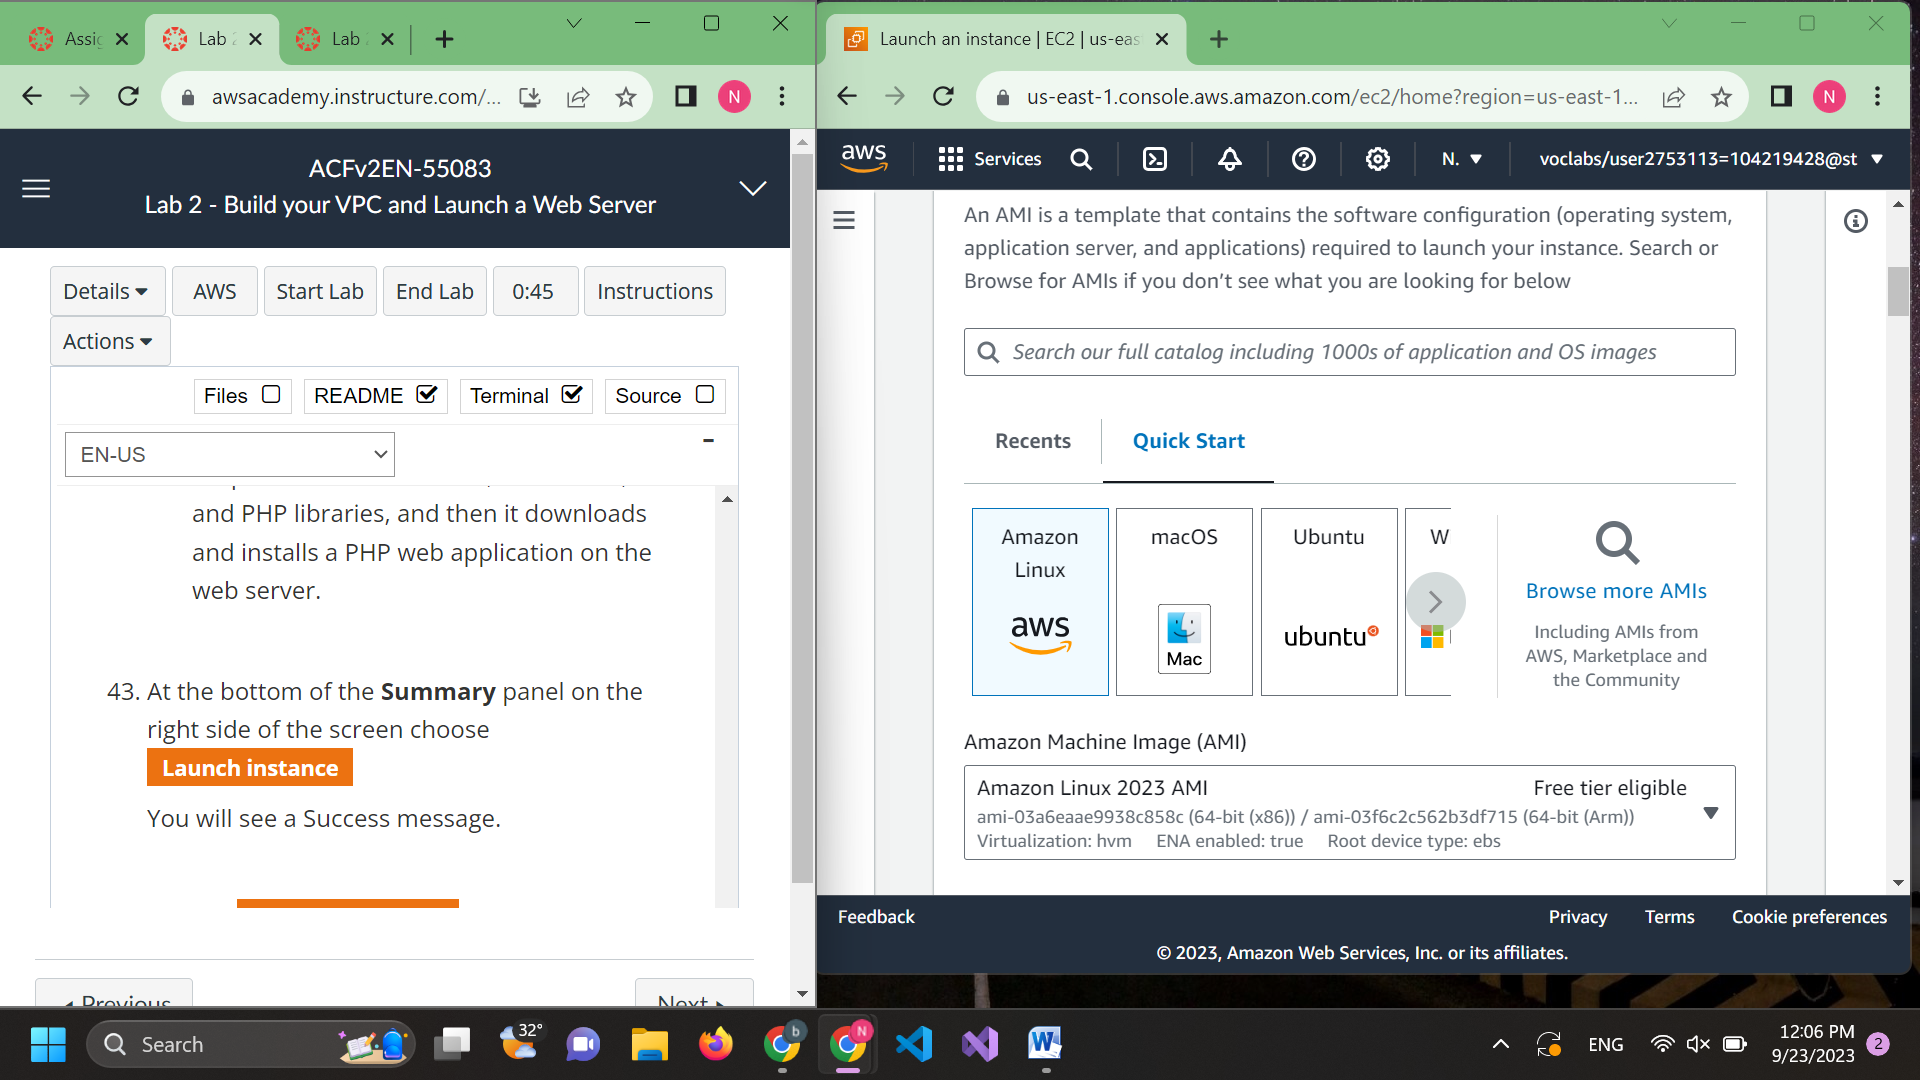 Assig
Lab 2
Lab
awsacademy.instructure.com/...
N
ACFv2EN-55083
Lab 2 - Build your VPC and Launch a Web Server
Details
AWS
Start Lab
End Lab
0:45
Instructions
Actions
Files
README
Terminal
Source
EN-US
and PHP libraries, and then it downloads
and installs a PHP web application on the
web server.
43. At the bottom of the Summary panel on the
right side of the screen choose
Launch instance
You will see a Success message.
Previous
Next
Launch an instance | EC2 | us-eas
us-east-1.console.aws.amazon.com/ec2/home?region=us-east-1...
N
aws
Services
N.
voclabs/user2753113=104219428@st
An AMI is a template that contains the software configuration (operating system,
application server, and applications) required to launch your instance. Search or
Browse for AMIs if you don’t see what you are looking for below
Search our full catalog including 1000s of application and OS images
Recents
Quick Start
Amazon
Linux
aws
macOS
Mac
Ubuntu
ubuntu
W
Browse more AMIs
Including AMIs from
AWS, Marketplace and
the Community
Amazon Machine Image (AMI)
Amazon Linux 2023 AMI
Free tier eligible
ami-03a6eaae9938c858c (64-bit (x86)) / ami-03f6c2c562b3df715 (64-bit (Arm))
Virtualization: hvm ENA enabled: true Root device type: ebs
Feedback
Privacy
Terms
Cookie preferences
© 2023, Amazon Web Services, Inc. or its affiliates.
Search
32°
b
N
W
ENG
12:06 PM
9/23/2023
2